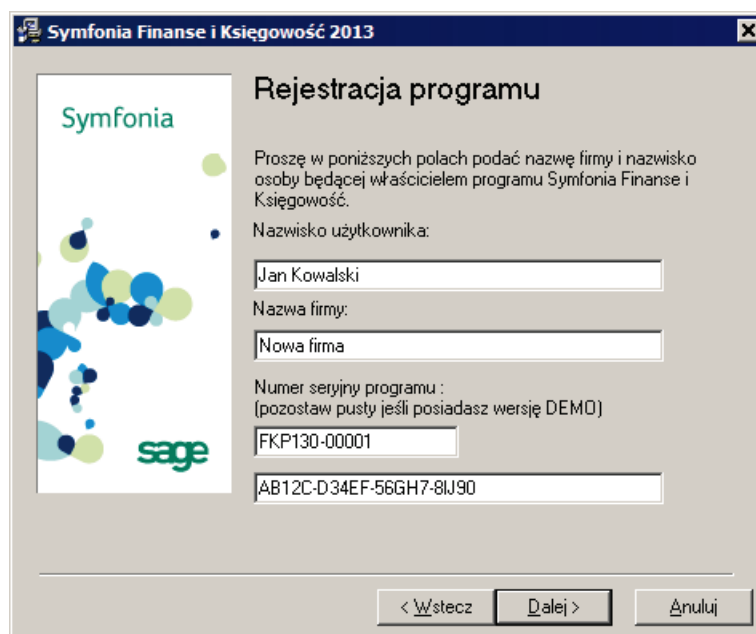 Symfonia Finanse i Księgowość 2013
Symfonia
sage
Rejestracja programu
Proszę w poniższych polach podać nazwę firmy i nazwisko
osoby będącej właścicielem programu Symfonia Finanse i
Księgowość.
Nazwisko użytkownika:
Jan Kowalski
Nazwa firmy:
Nowa firma
Numer seryjny programu :
(pozostaw pusty jeśli posiadasz wersję DEMO)
FKP130-00001
AB12C-D34EF-56GH7-8IJ90
< Wstecz
Dalej >
Anuluj